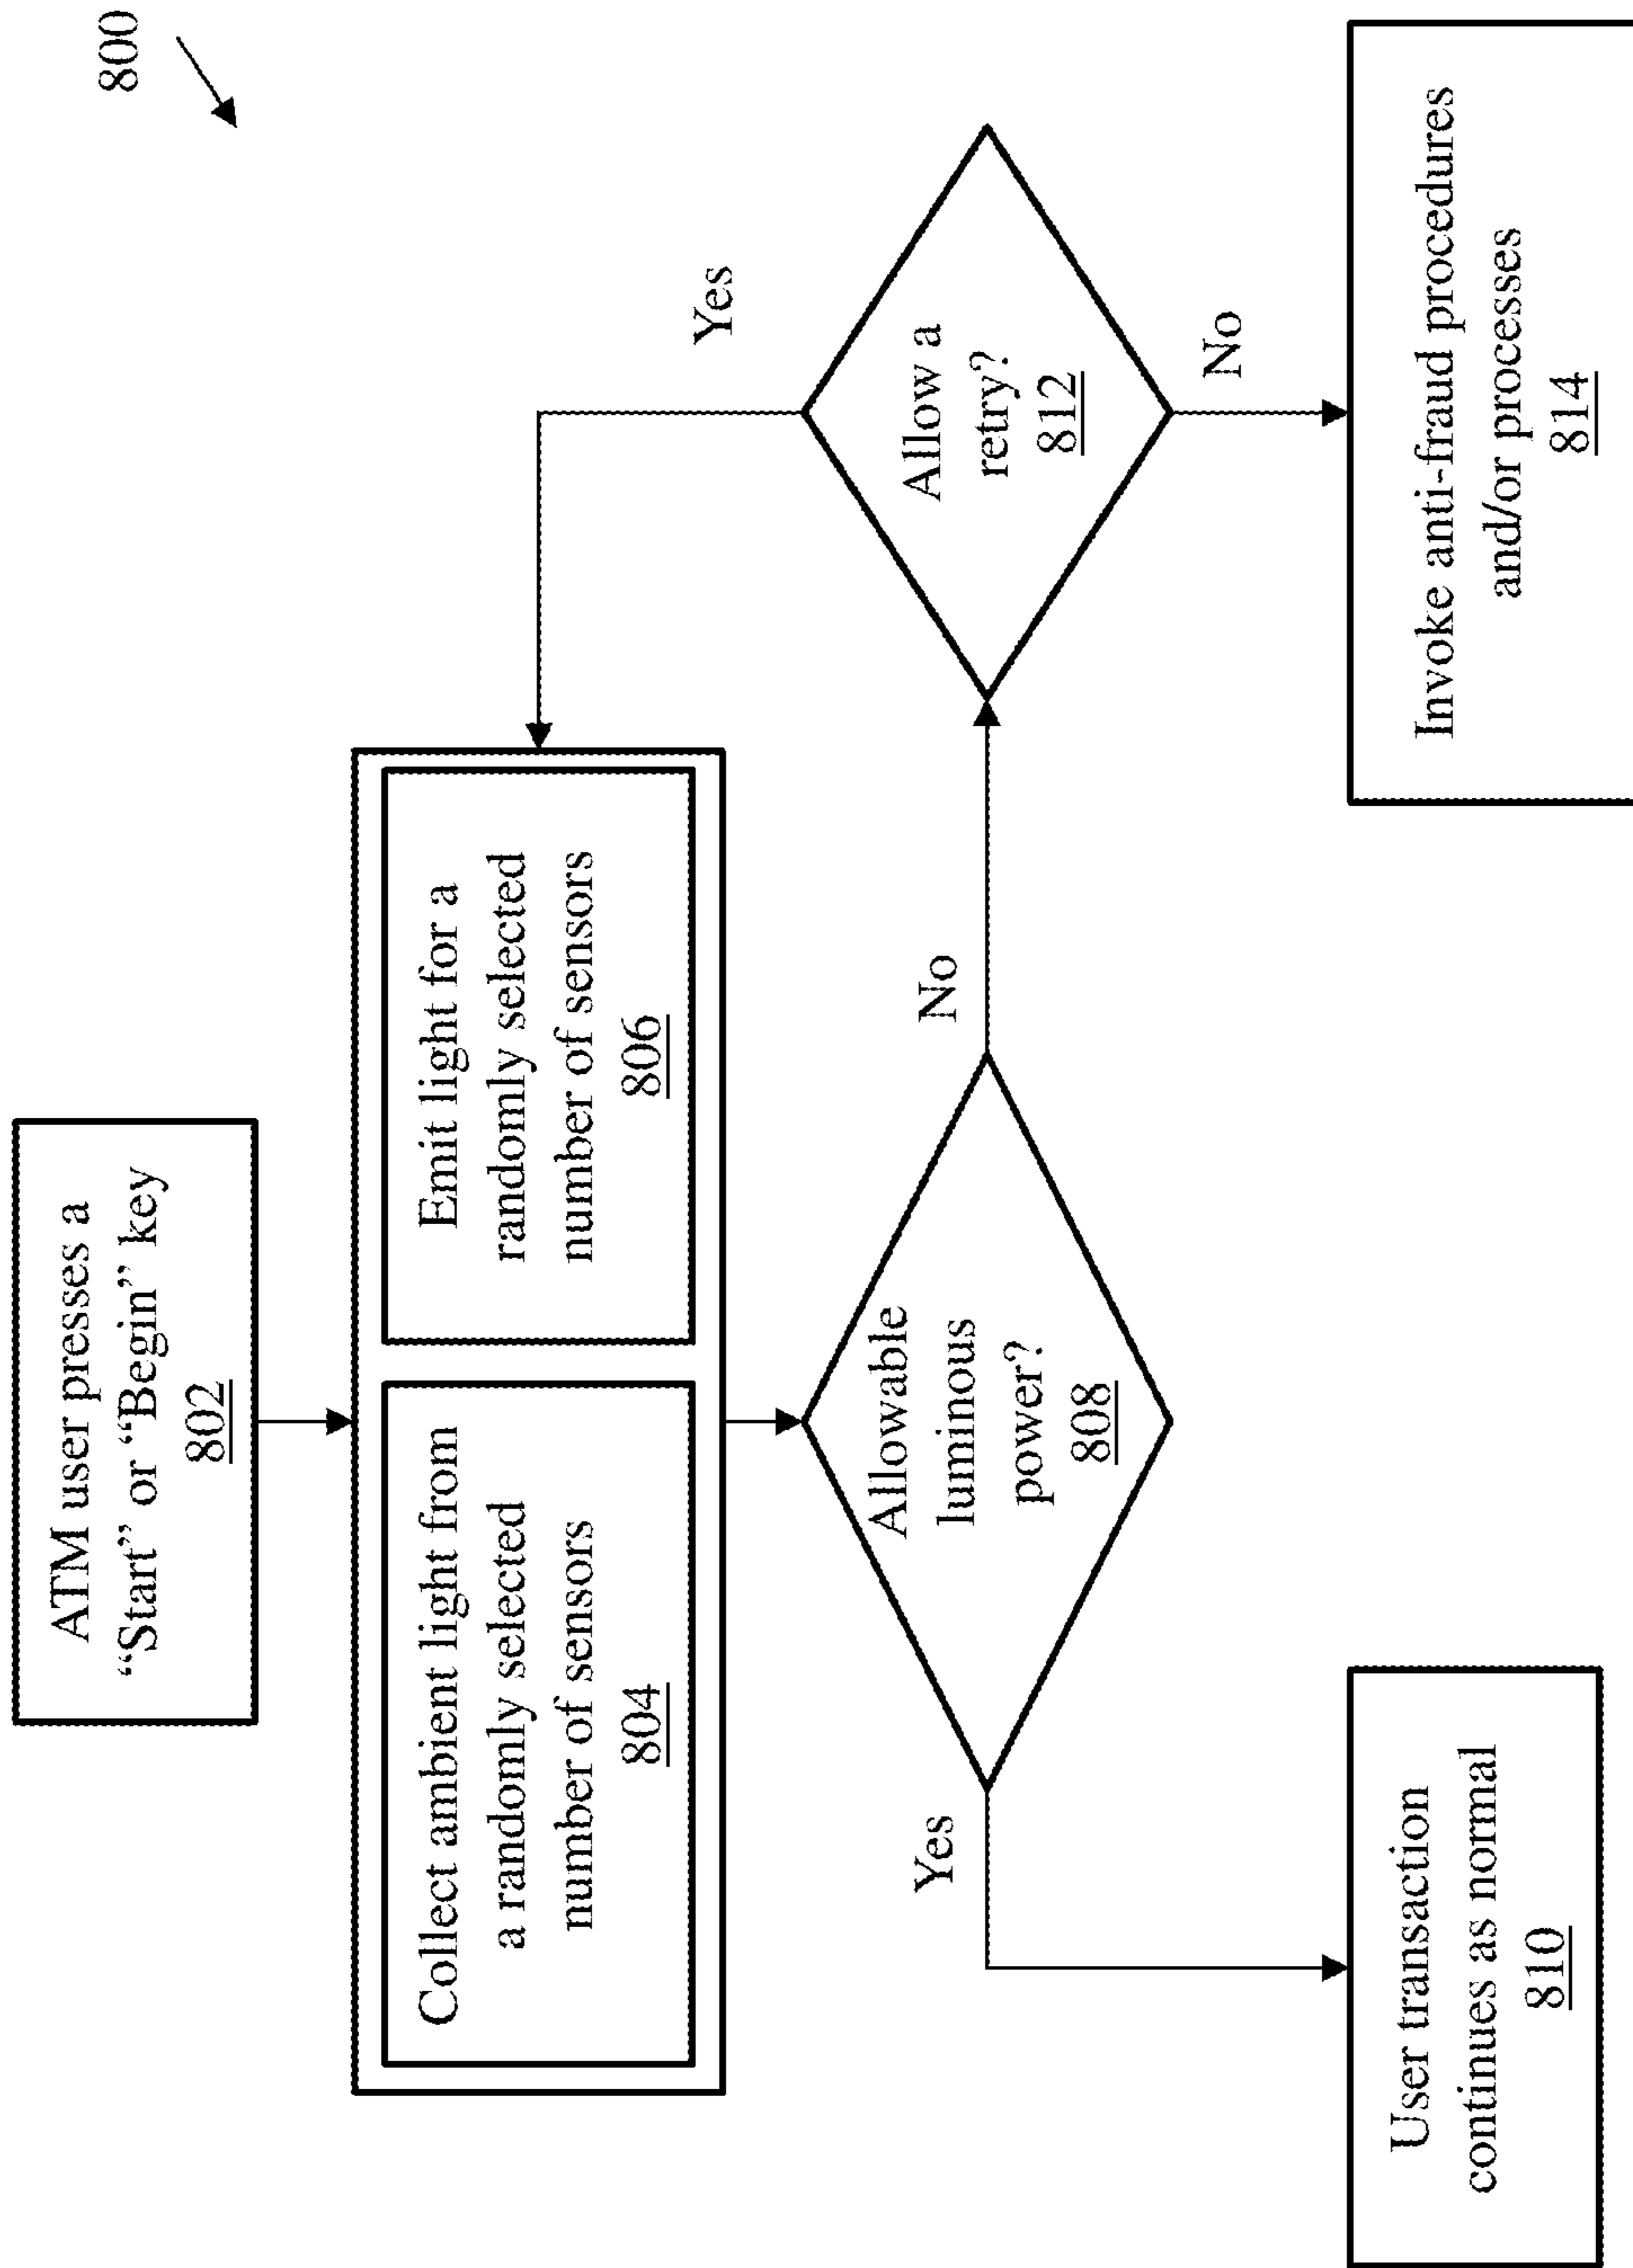 800
ATM user presses a
“Start” or “Begin” key
802
Collect ambient light from
a randomly selected
number of sensors
804
Emit light for a
randomly selected
number of sensors
806
Allowable
luminous
power?
808
Yes
No
User transaction
continues as normal
810
Allow a
retry?
812
Yes
No
Invoke anti-fraud procedures
and/or processes
814